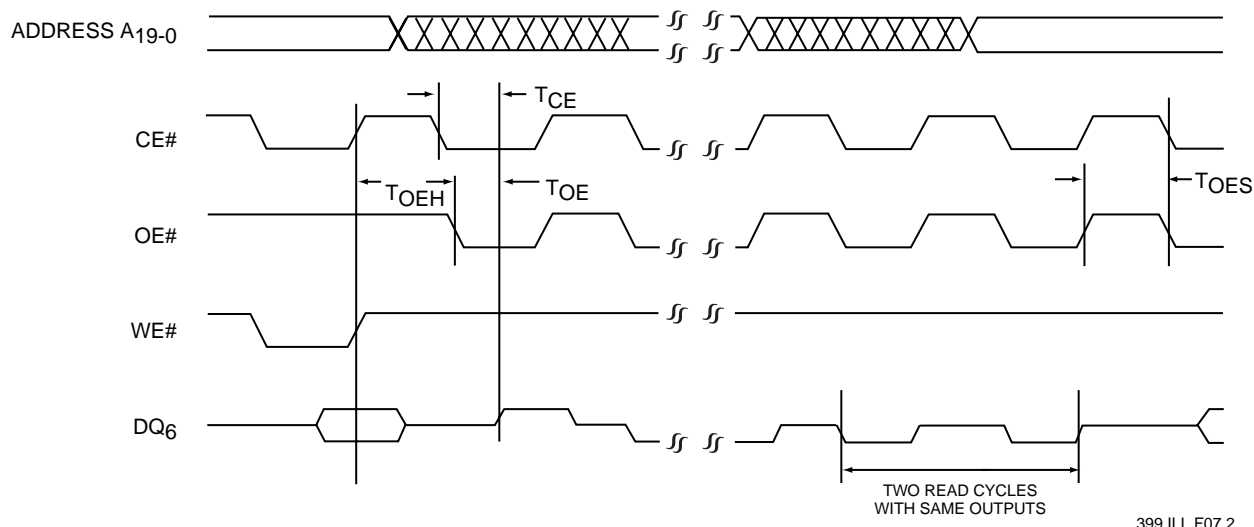 ADDRESS A19-0
TCE
CE#
TOEH
TOE
TOES
OE#
WE#
DQ6
TWO READ CYCLES
WITH SAME OUTPUTS
399 ILL F07.2